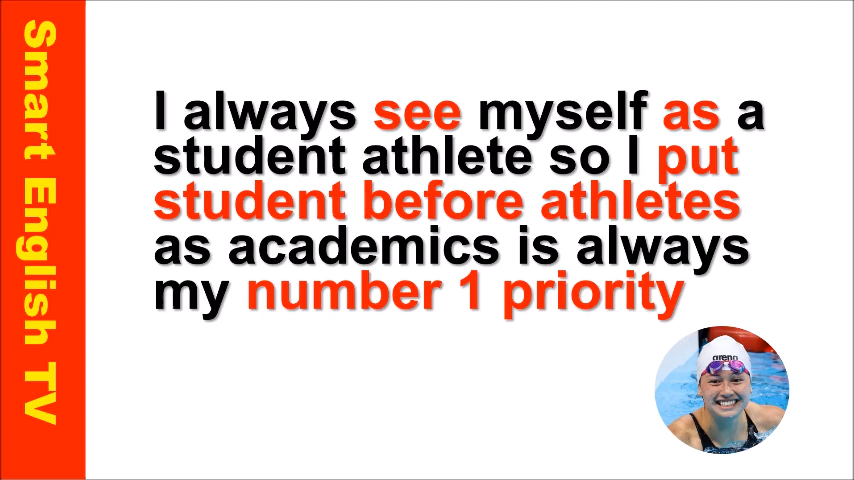 Smart English TV
I always see myself as a
student athlete so I put
student before athletes
as academics is always
my number 1 priority
arena